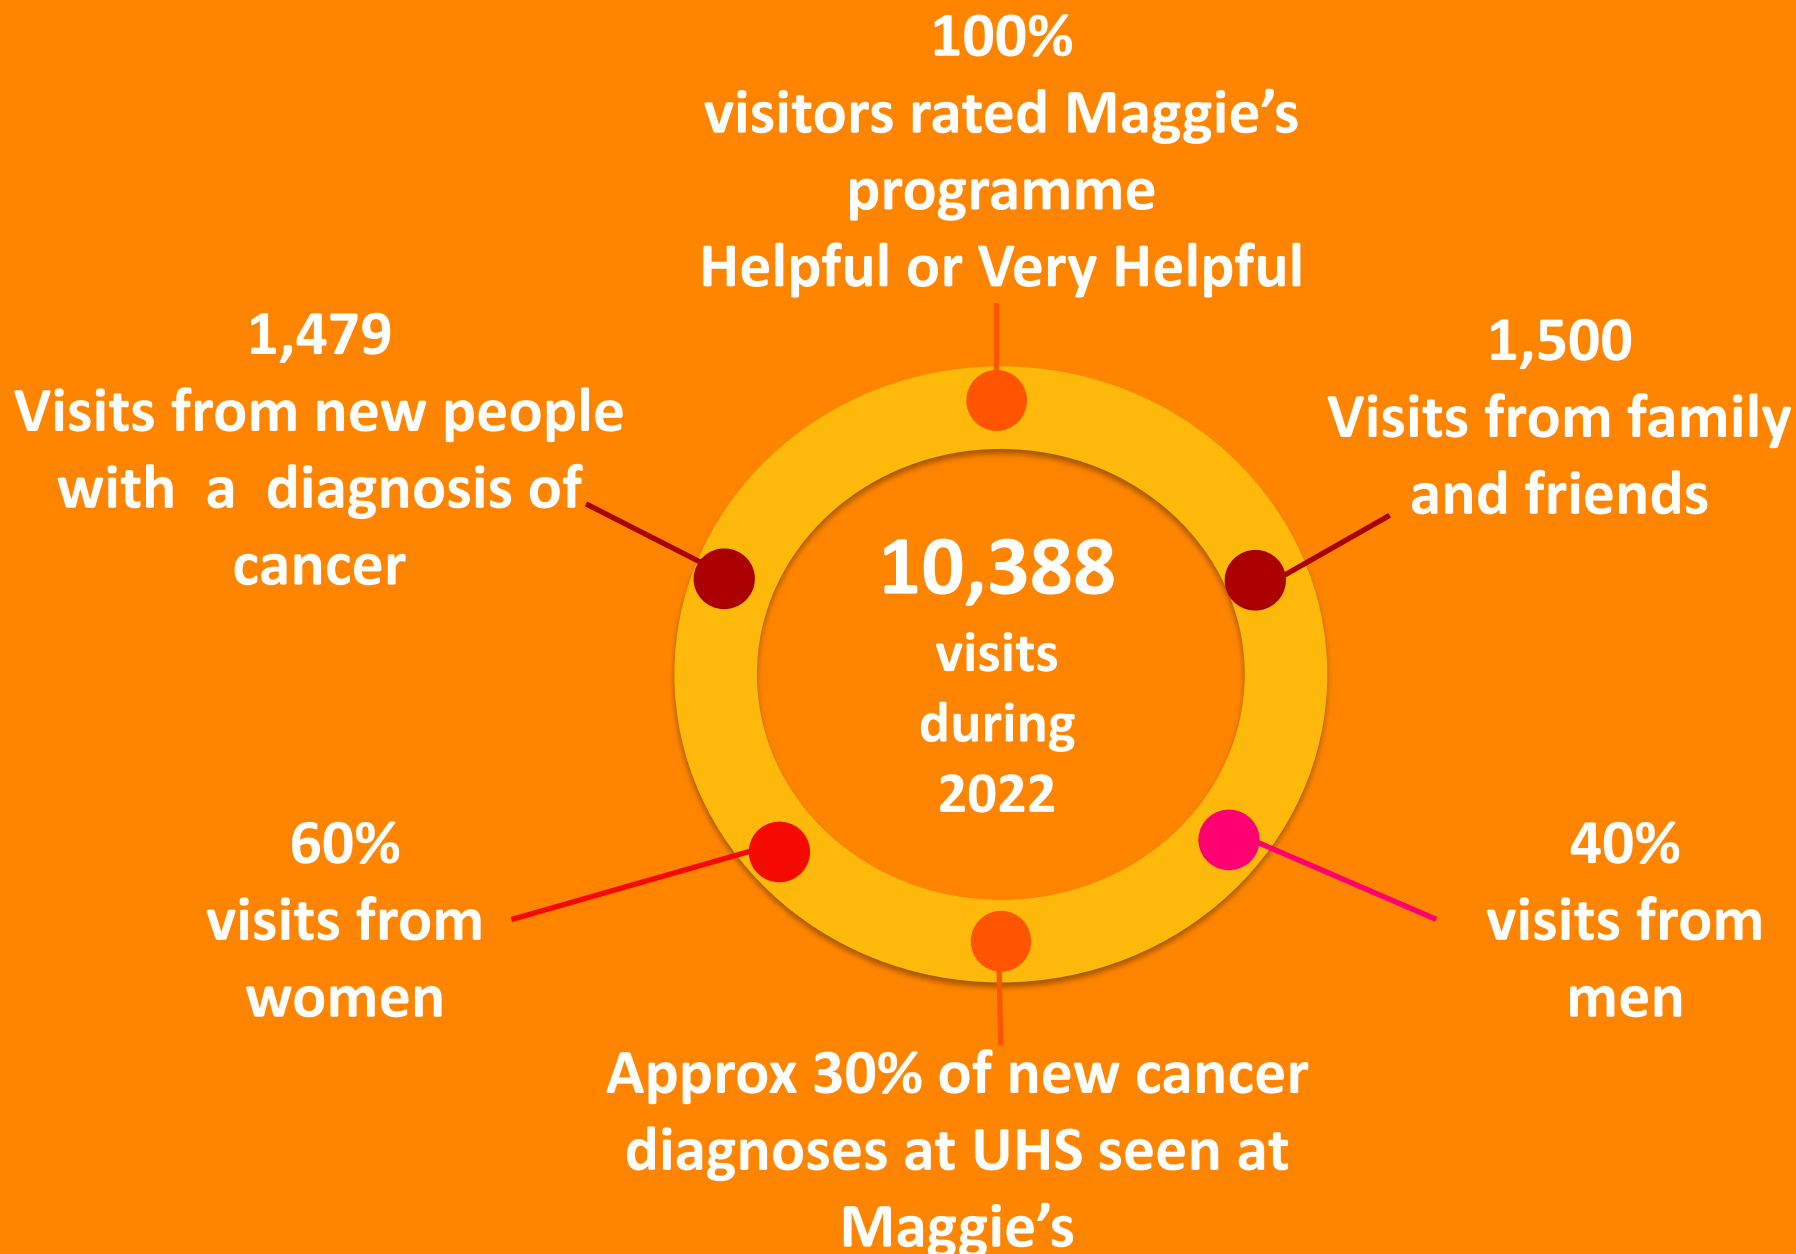 100%
visitors rated Maggie’s
programme
Helpful or Very Helpful
1,479
Visits from new people
with a diagnosis of
cancer
1,500
Visits from family
and friends
10,388
visits
during
2022
60%
visits from
women
40%
visits from
men
Approx 30% of new cancer
diagnoses at UHS seen at
Maggie’s